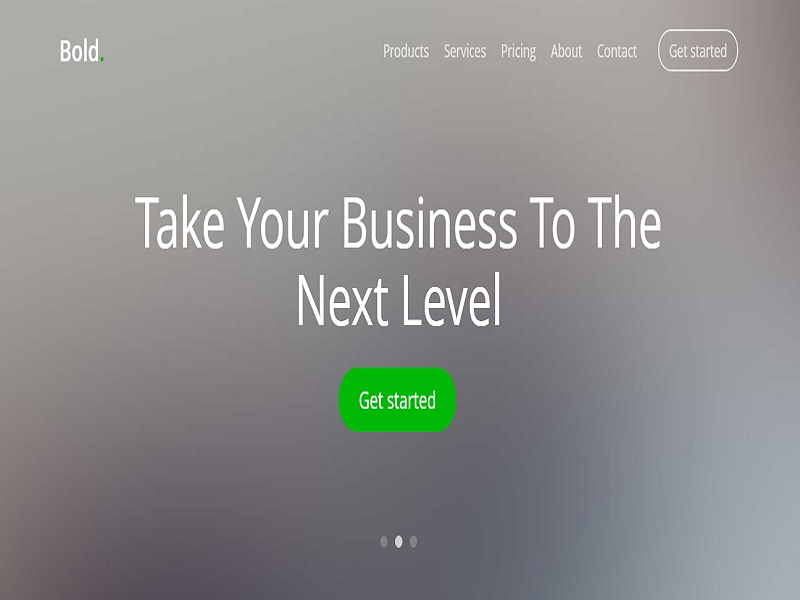 Bold.
Products Services Pricing About Contact Get started
Take Your Business To The
Next Level
Get started